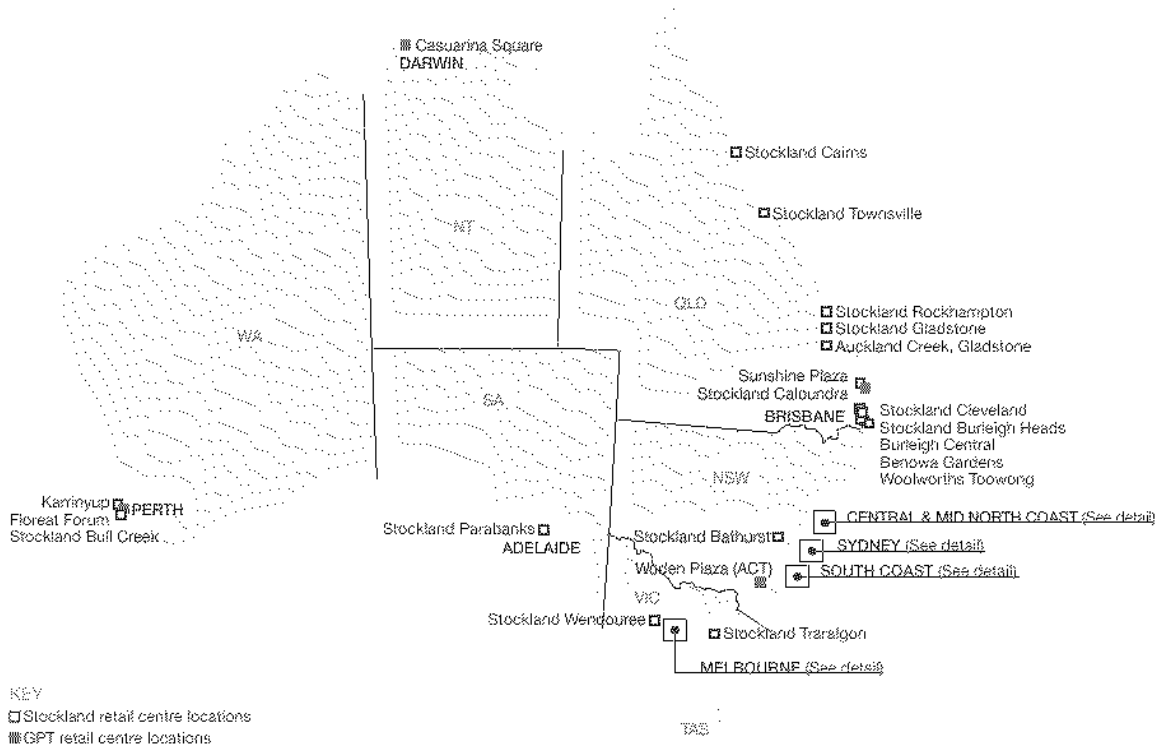 Casuarina Square
DARWIN
Stockland Cairns
Stockland Townsville
NT
QLD
WA
Stockland Rockhampton
Stockland Gladstone
Auckland Creek, Gladstone
SA
Sunshine Plaza
Stockland Caloundra
BRISBANE
Stockland Cleveland
Stockland Burleigh Heads
Burleigh Central
Benowa Gardens
Woolworths Toowong
NSW
Karrinyup
PERTH
Floreat Forum
Stockland Bull Creek
Stockland Parabanks
ADELAIDE
CENTRAL & MID NORTH COAST (See detail)
Stockland Bathurst
SYDNEY (See detail)
Woden Plaza (ACT)
SOUTH COAST (See detail)
VIC
Stockland Wendouree
Stockland Traralgon
MELBOURNE (See detail)
KEY
Stockland retail centre locations
GPT retail centre locations
TAS